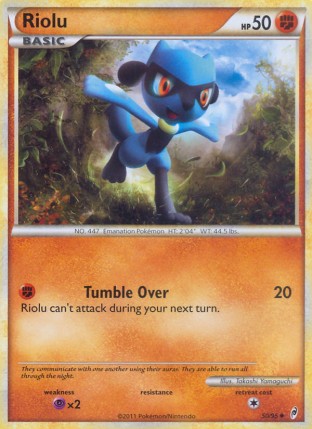 Riolu
HP 50
BASIC
NO. 447 Emanation Pokémon. HT: 2'04" WT: 44.5 lbs.
Tumble Over 20
Riolu can't attack during your next turn.
They communicate with one another using their auras. They are able to run all
through the night.
Illus. Takashi Yamaguchi
weakness resistance retreat cost
×2
©2011 Pokémon/Nintendo